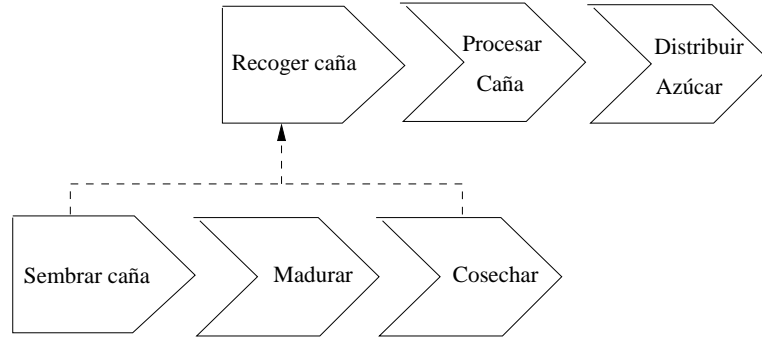 Recoger caña
Procesar
Caña
Distribuir
Azúcar
Sembrar caña
Madurar
Cosechar